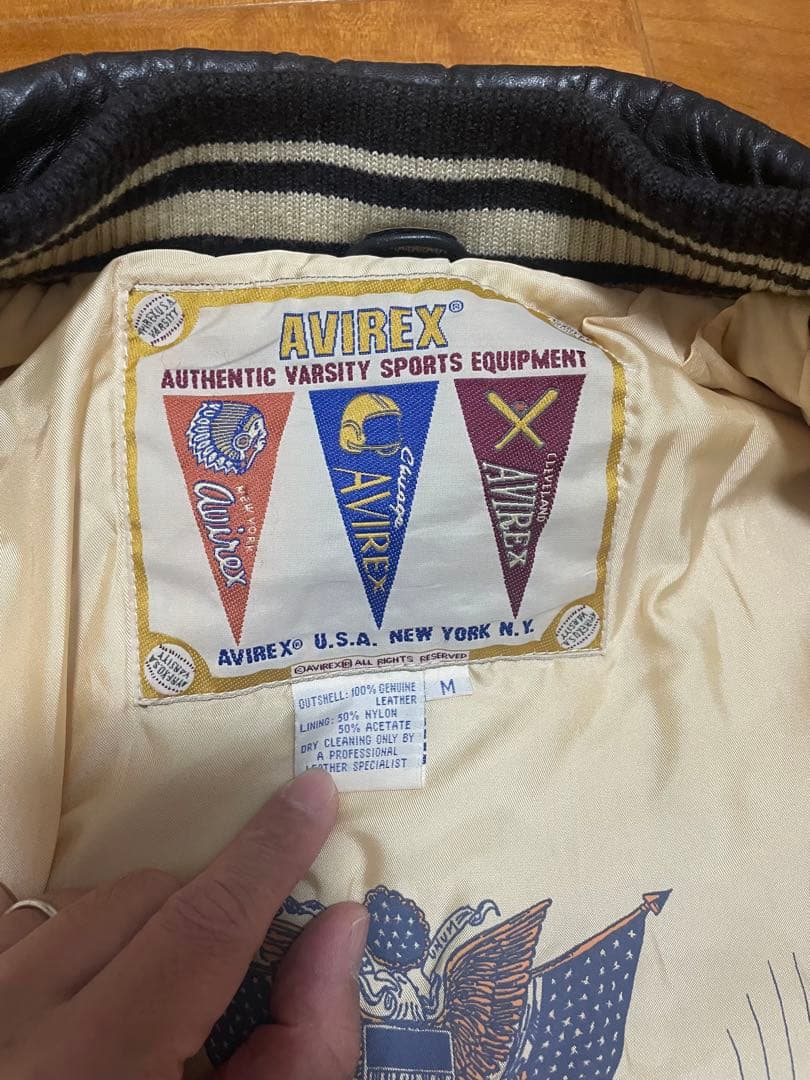 AVIREX®
AUTHENTIC VARSITY SPORTS EQUIPMENT
NEW YORK
avirex
Chicago
AVIREX
CLEVELAND
AVIREX
AVIREX® U.S.A. NEW YORK N.Y.
©AVIREX® ALL RIGHTS RESERVED
M
OUTSHELL: 100% GENUINE
LEATHER
LINING: 50% NYLON
50% ACETATE
DRY CLEANING ONLY BY
A PROFESSIONAL
LEATHER SPECIALIST